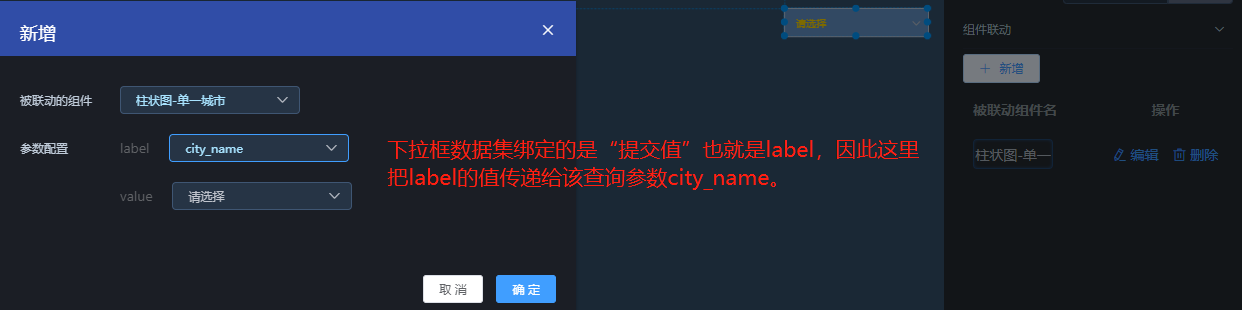 新增
被联动的组件
柱状图-单一城市
参数配置
label
city_name
value
请选择
取 消
确 定
下拉框数据集绑定的是“提交值”也就是label，因此这里
把label的值传递给该查询参数city_name。
请选择
组件联动
新增
被联动组件名
操作
柱状图-单一
编辑
删除